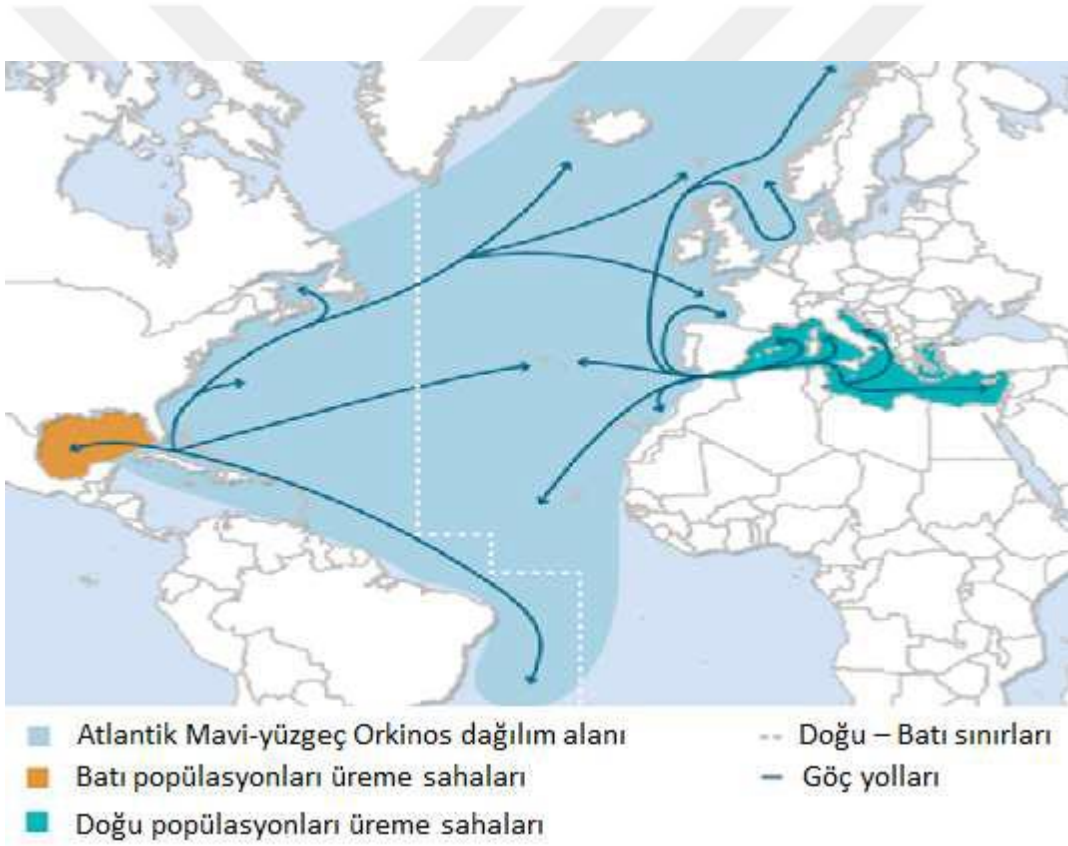 Atlantik Mavi-yüzgeç Orkinos dağılım alanı
Batı popülasyonları üreme sahaları
Doğu popülasyonları üreme sahaları
Doğu – Batı sınırları
Göç yolları